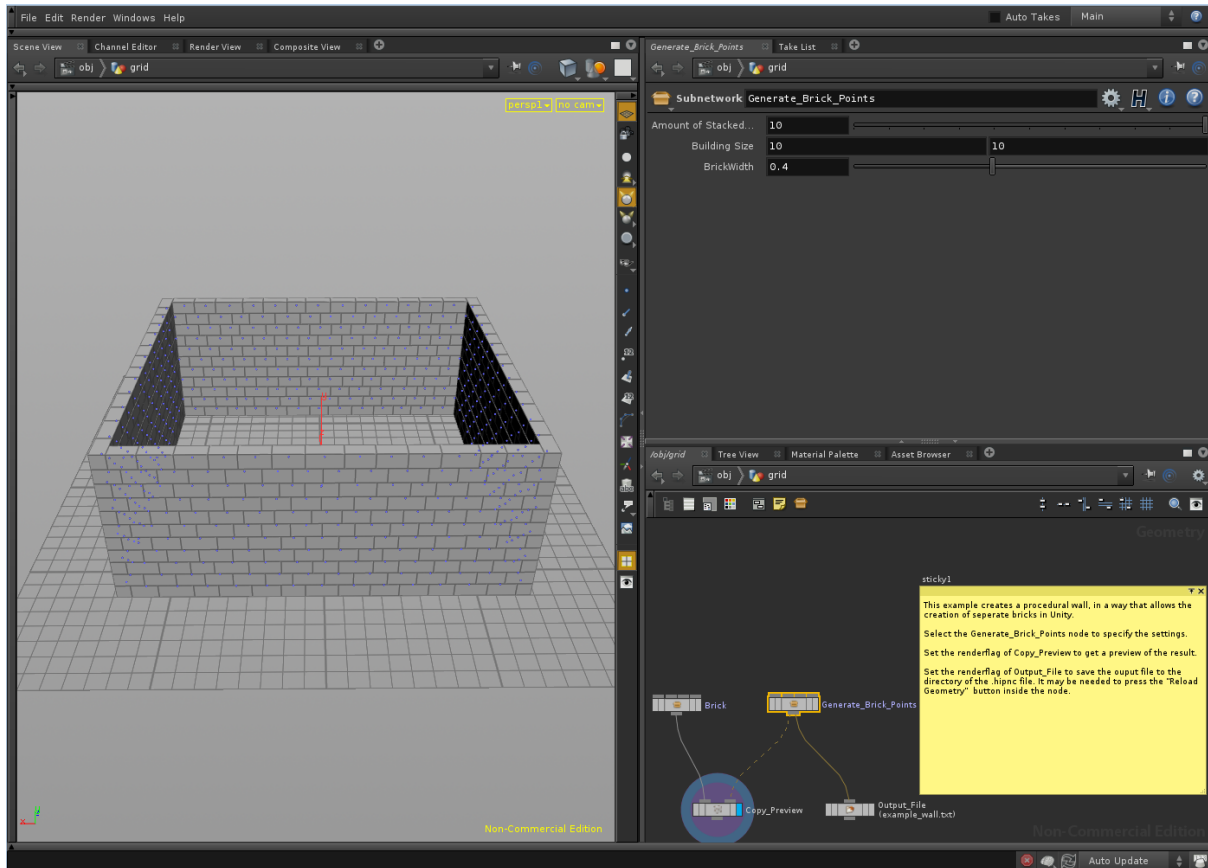 File Edit Render Windows Help
Auto Takes Main
Scene View Channel Editor Render View Composite View
Generate_Brick_Points Take List
obj grid
obj grid
persp1 no cam
Subnetwork Generate_Brick_Points
Amount of Stacked... 10
Building Size 10 10
BrickWidth 0.4
/obj/grid Tree View Material Palette Asset Browser
obj grid
Geometry
sticky1
This example creates a procedural wall, in a way that allows the
creation of seperate bricks in Unity.
Select the Generate_Brick_Points node to specify the settings.
Set the renderflag of Copy_Preview to get a preview of the result.
Set the renderflag of Output_File to save the ouput file to the
directory of the .hipnc file. It may be needed to press the "Reload
Geometry" button inside the node.
Brick
Generate_Brick_Points
Copy_Preview
Output_File
(example_wall.txt)
Non-Commercial Edition
Non-Commercial Edition
Auto Update